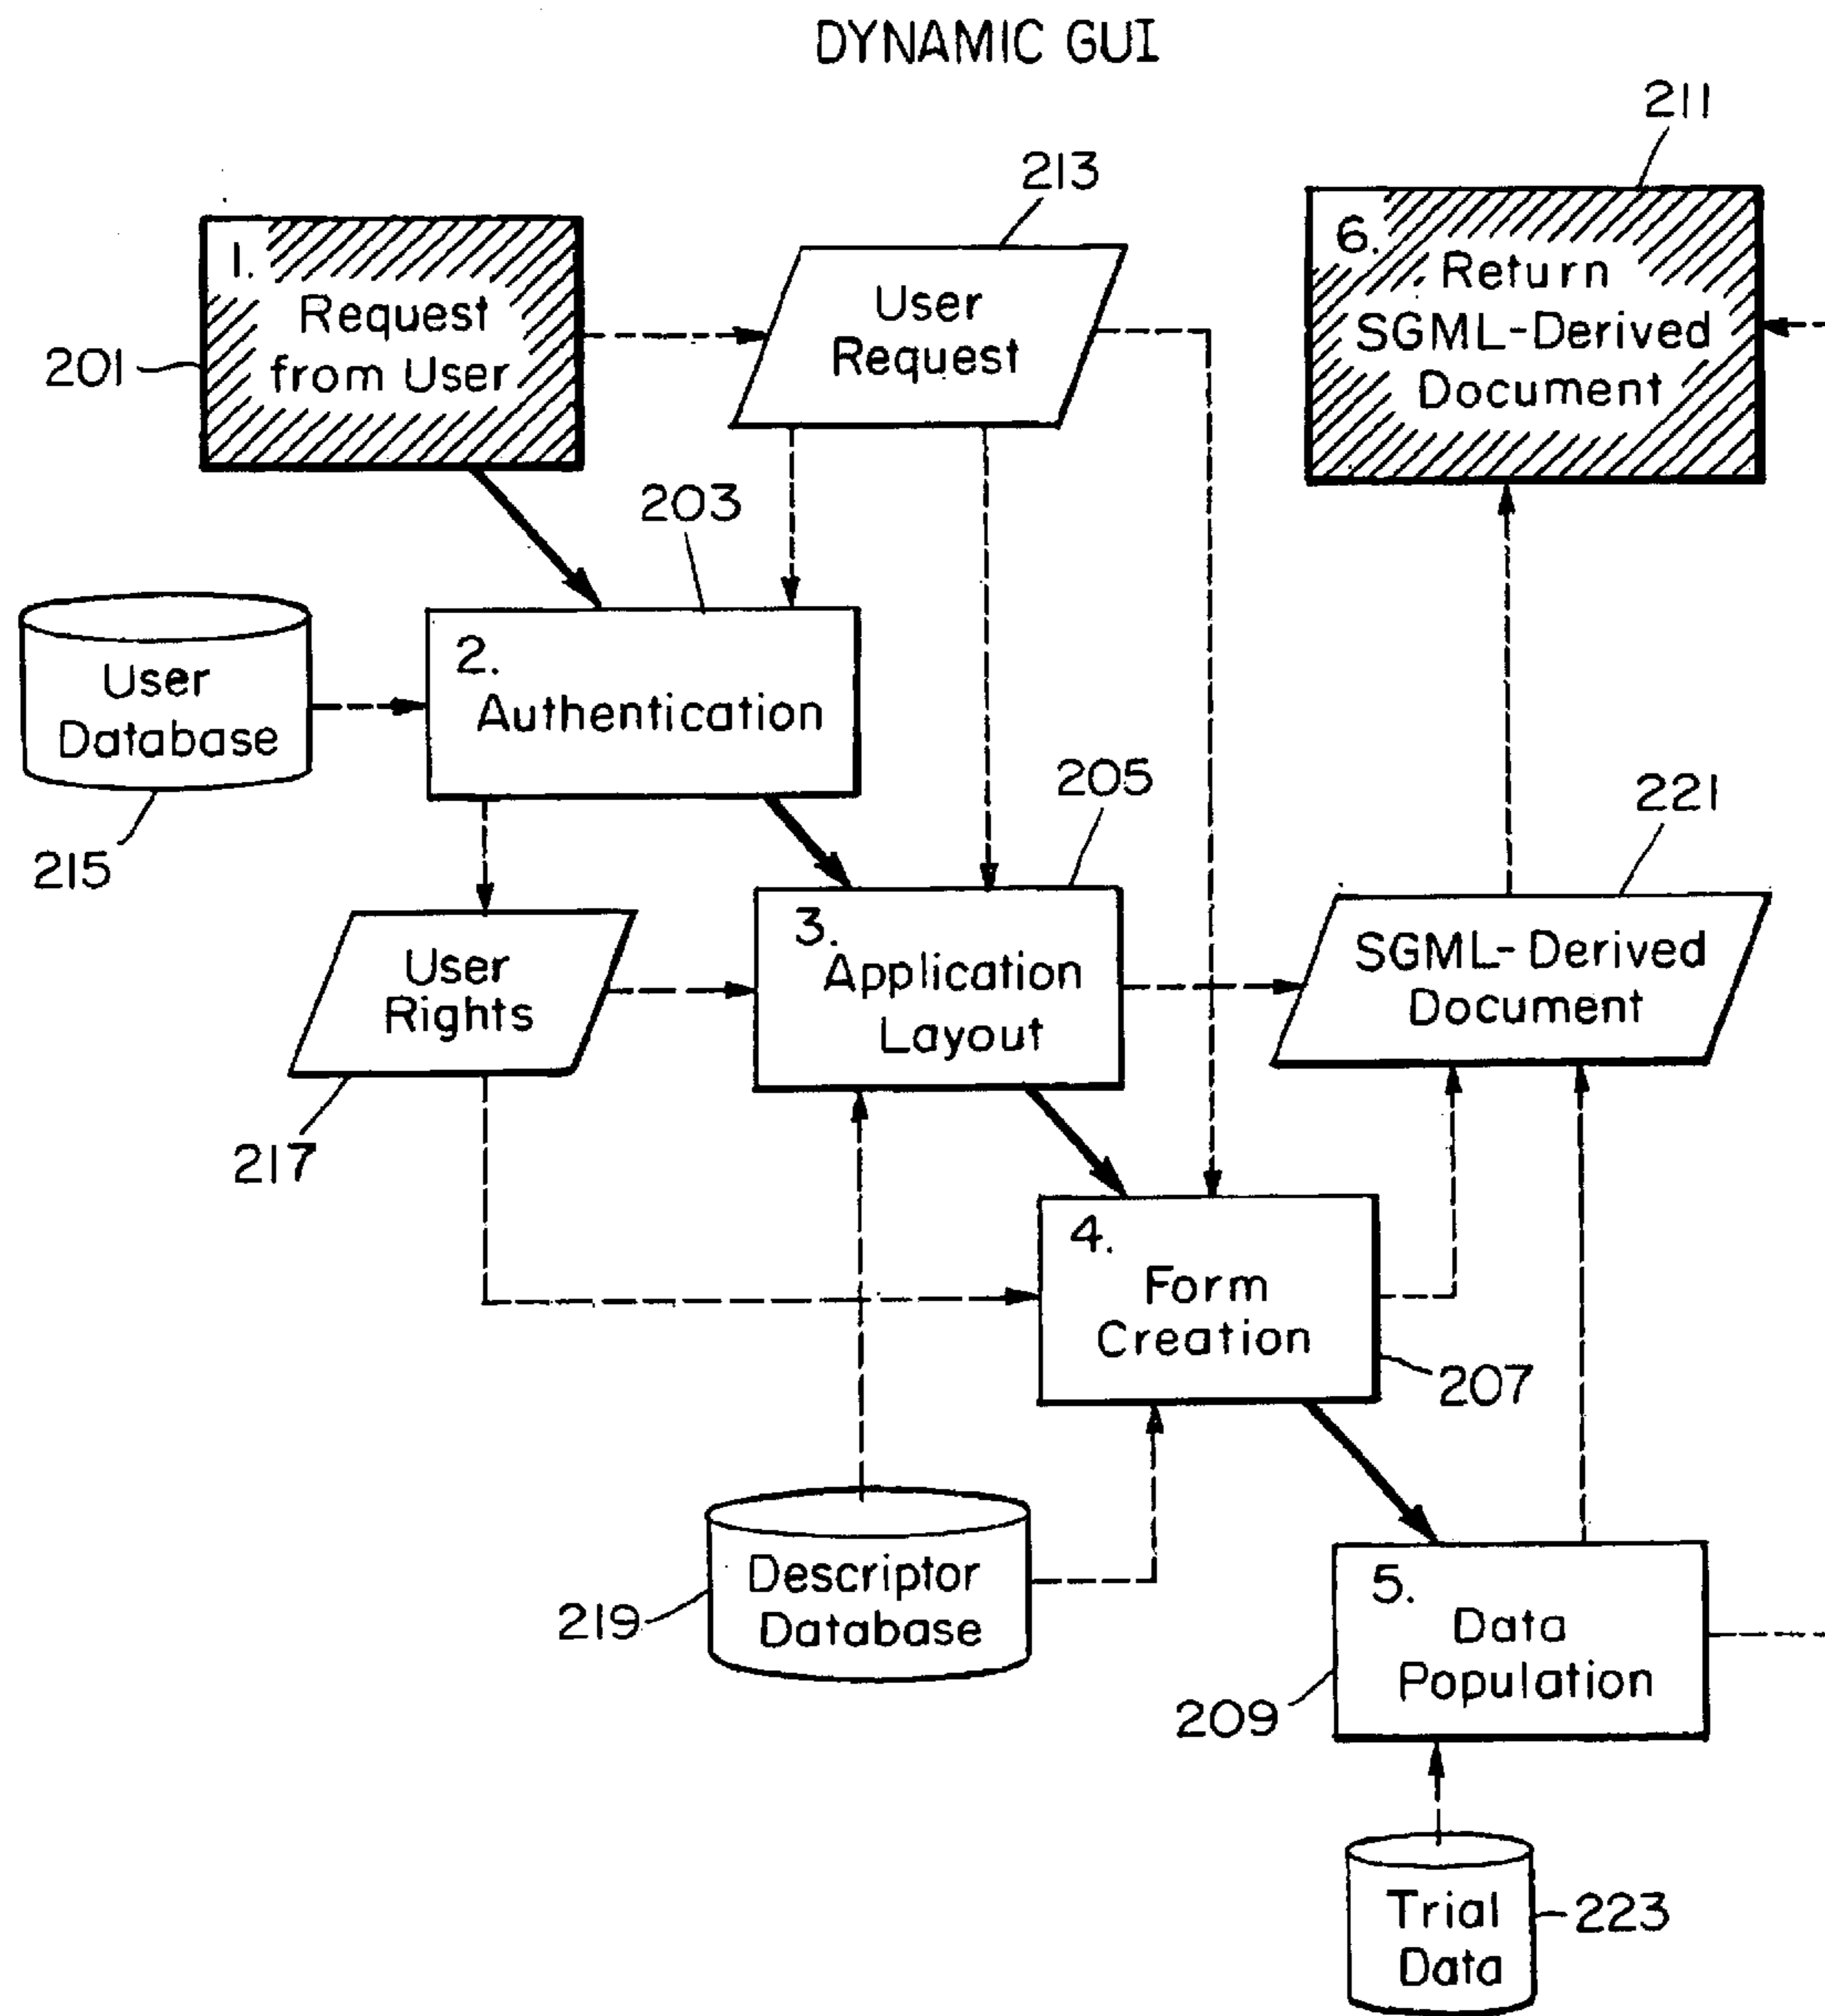 DYNAMIC GUI
211
213
1.
Request
from User
201
User
Request
6.
Return
SGML-Derived
Document
203
User
Database
215
2.
Authentication
205
221
User
Rights
217
3.
Application
Layout
SGML-Derived
Document
4.
Form
Creation
207
Descriptor
Database
219
5.
Data
Population
209
Trial
Data
223